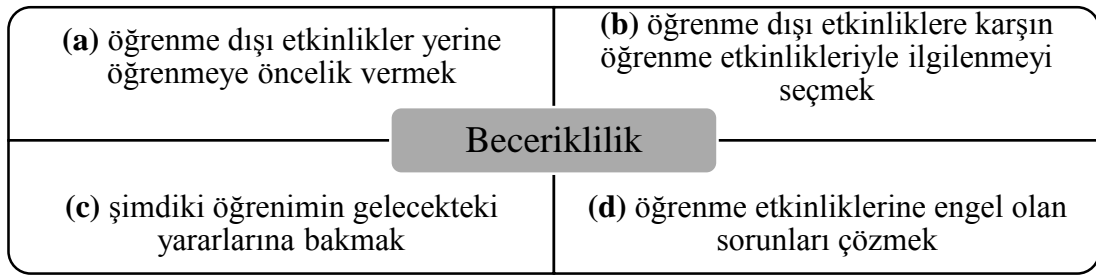 (a) öğrenme dışı etkinlikler yerine
öğrenmeye öncelik vermek
(b) öğrenme dışı etkinliklere karşın
öğrenme etkinlikleriyle ilgilenmeyi
seçmek
Beceriklilik
(c) şimdiki öğrenimin gelecekteki
yararlarına bakmak
(d) öğrenme etkinliklerine engel olan
sorunları çözmek